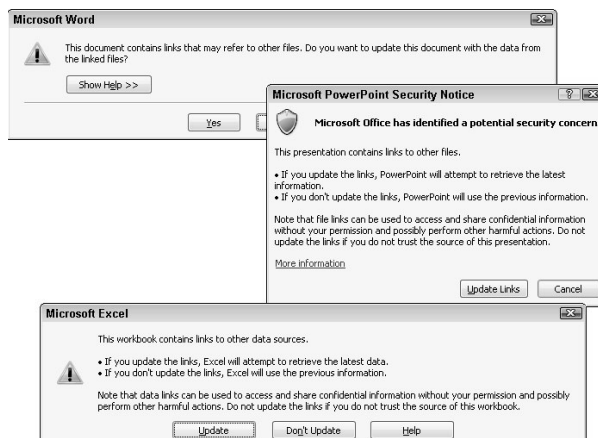 Microsoft Word
This document contains links that may refer to other files. Do you want to update this document with the data from
the linked files?
Show Help >>
Yes
Microsoft PowerPoint Security Notice
Microsoft Office has identified a potential security concern.
This presentation contains links to other files.
• If you update the links, PowerPoint will attempt to retrieve the latest
information.
• If you don't update the links, PowerPoint will use the previous information.
Note that file links can be used to access and share confidential information
without your permission and possibly perform other harmful actions. Do not
update the links if you do not trust the source of this presentation.
More information
Update Links
Cancel
Microsoft Excel
This workbook contains links to other data sources.
• If you update the links, Excel will attempt to retrieve the latest data.
• If you don't update the links, Excel will use the previous information.
Note that data links can be used to access and share confidential information without your permission and possibly
perform other harmful actions. Do not update the links if you do not trust the source of this workbook.
Update
Don't Update
Help